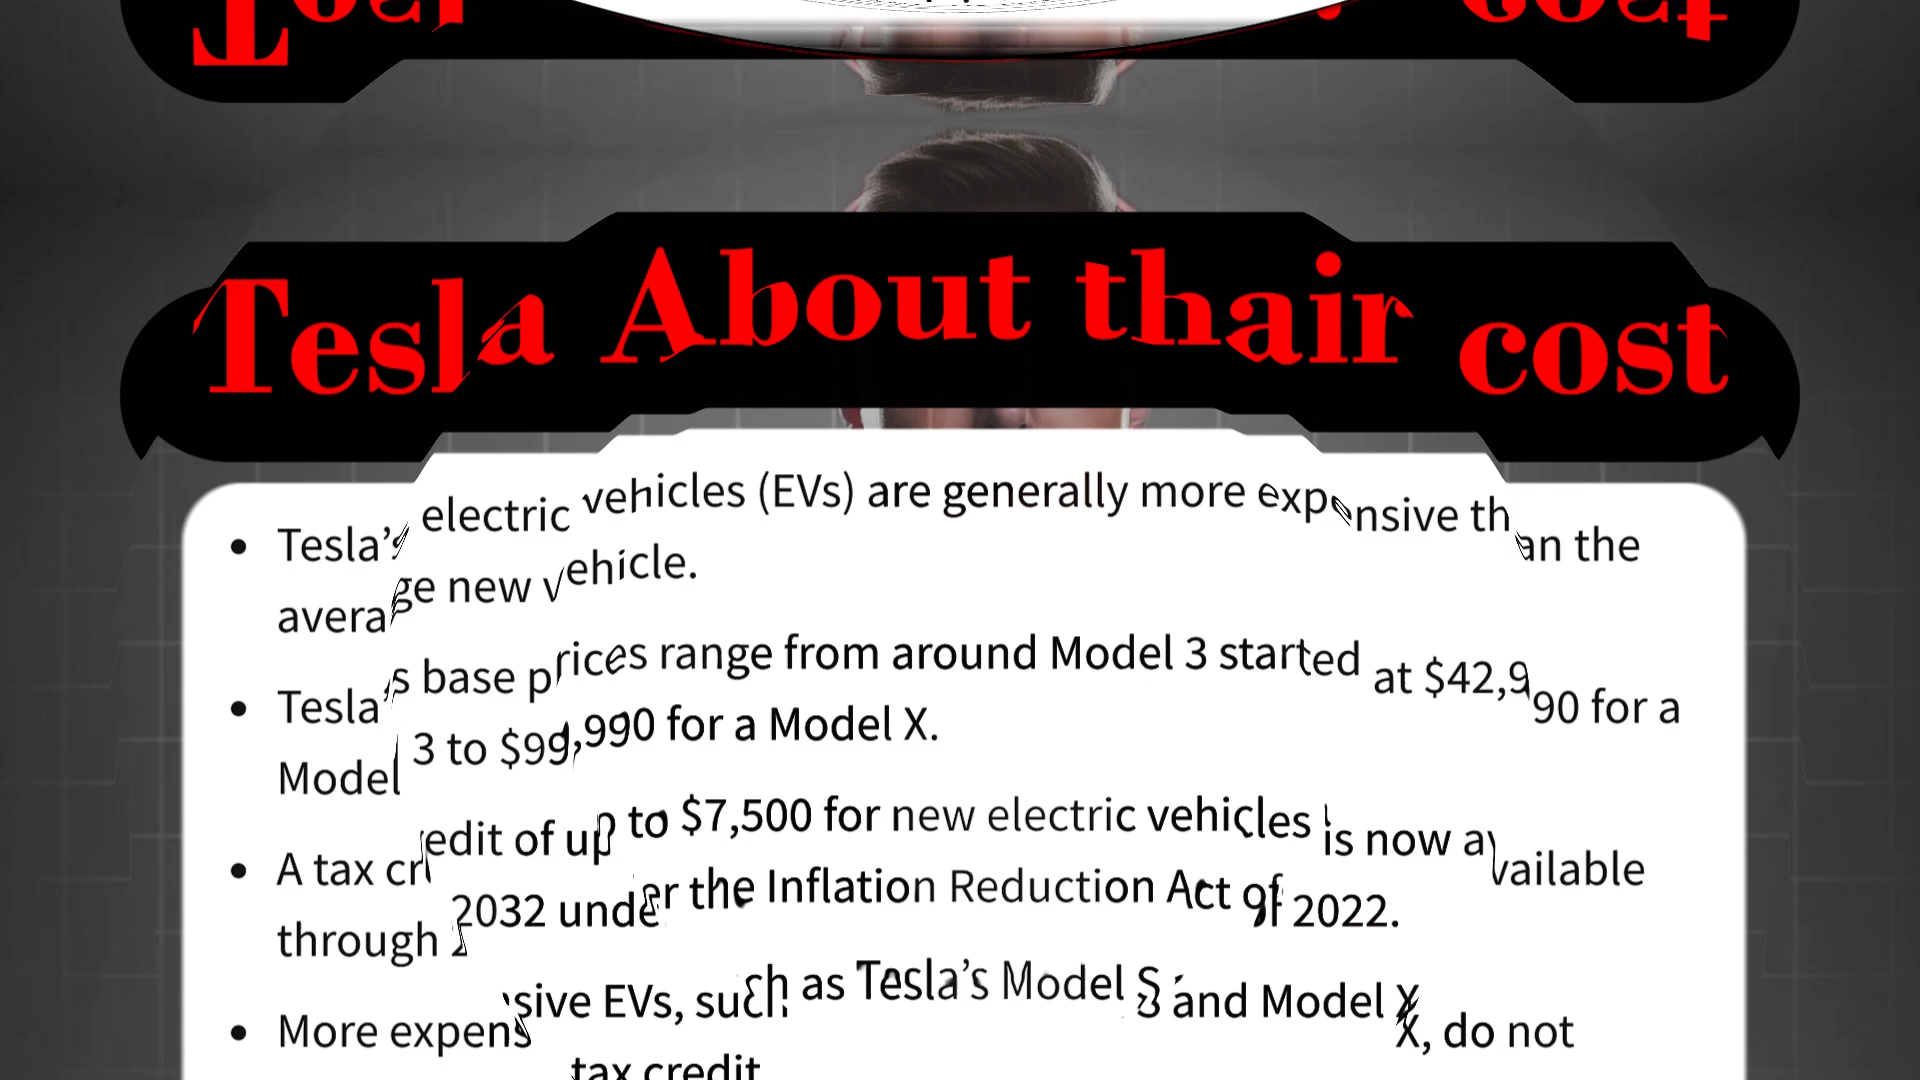 Tesla About thair cost
• Tesla’s electric vehicles (EVs) are generally more expensive than the
average new vehicle.
• Tesla’s base prices range from around Model 3 started at $42,990 for a
Model 3 to $99,990 for a Model X.
• A tax credit of up to $7,500 for new electric vehicles is now available
through 2032 under the Inflation Reduction Act of 2022.
• More expensive EVs, such as Tesla’s Model S and Model X, do not
tax credit